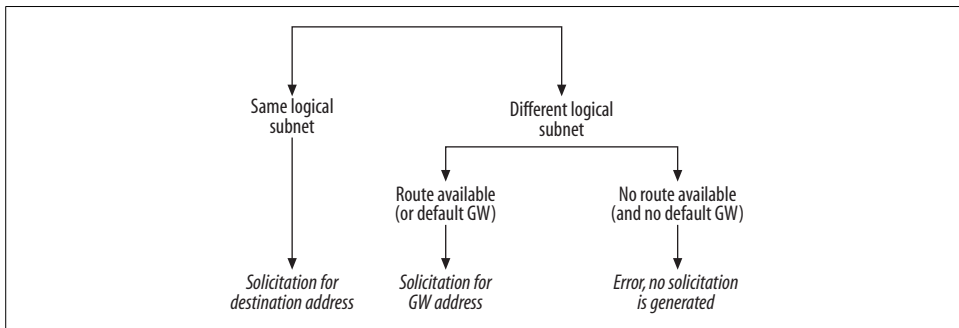 Same logical
subnet
Different logical
subnet
Route available
(or default GW)
No route available
(and no default GW)
Solicitation for
destination address
Solicitation for
GW address
Error, no solicitation
is generated